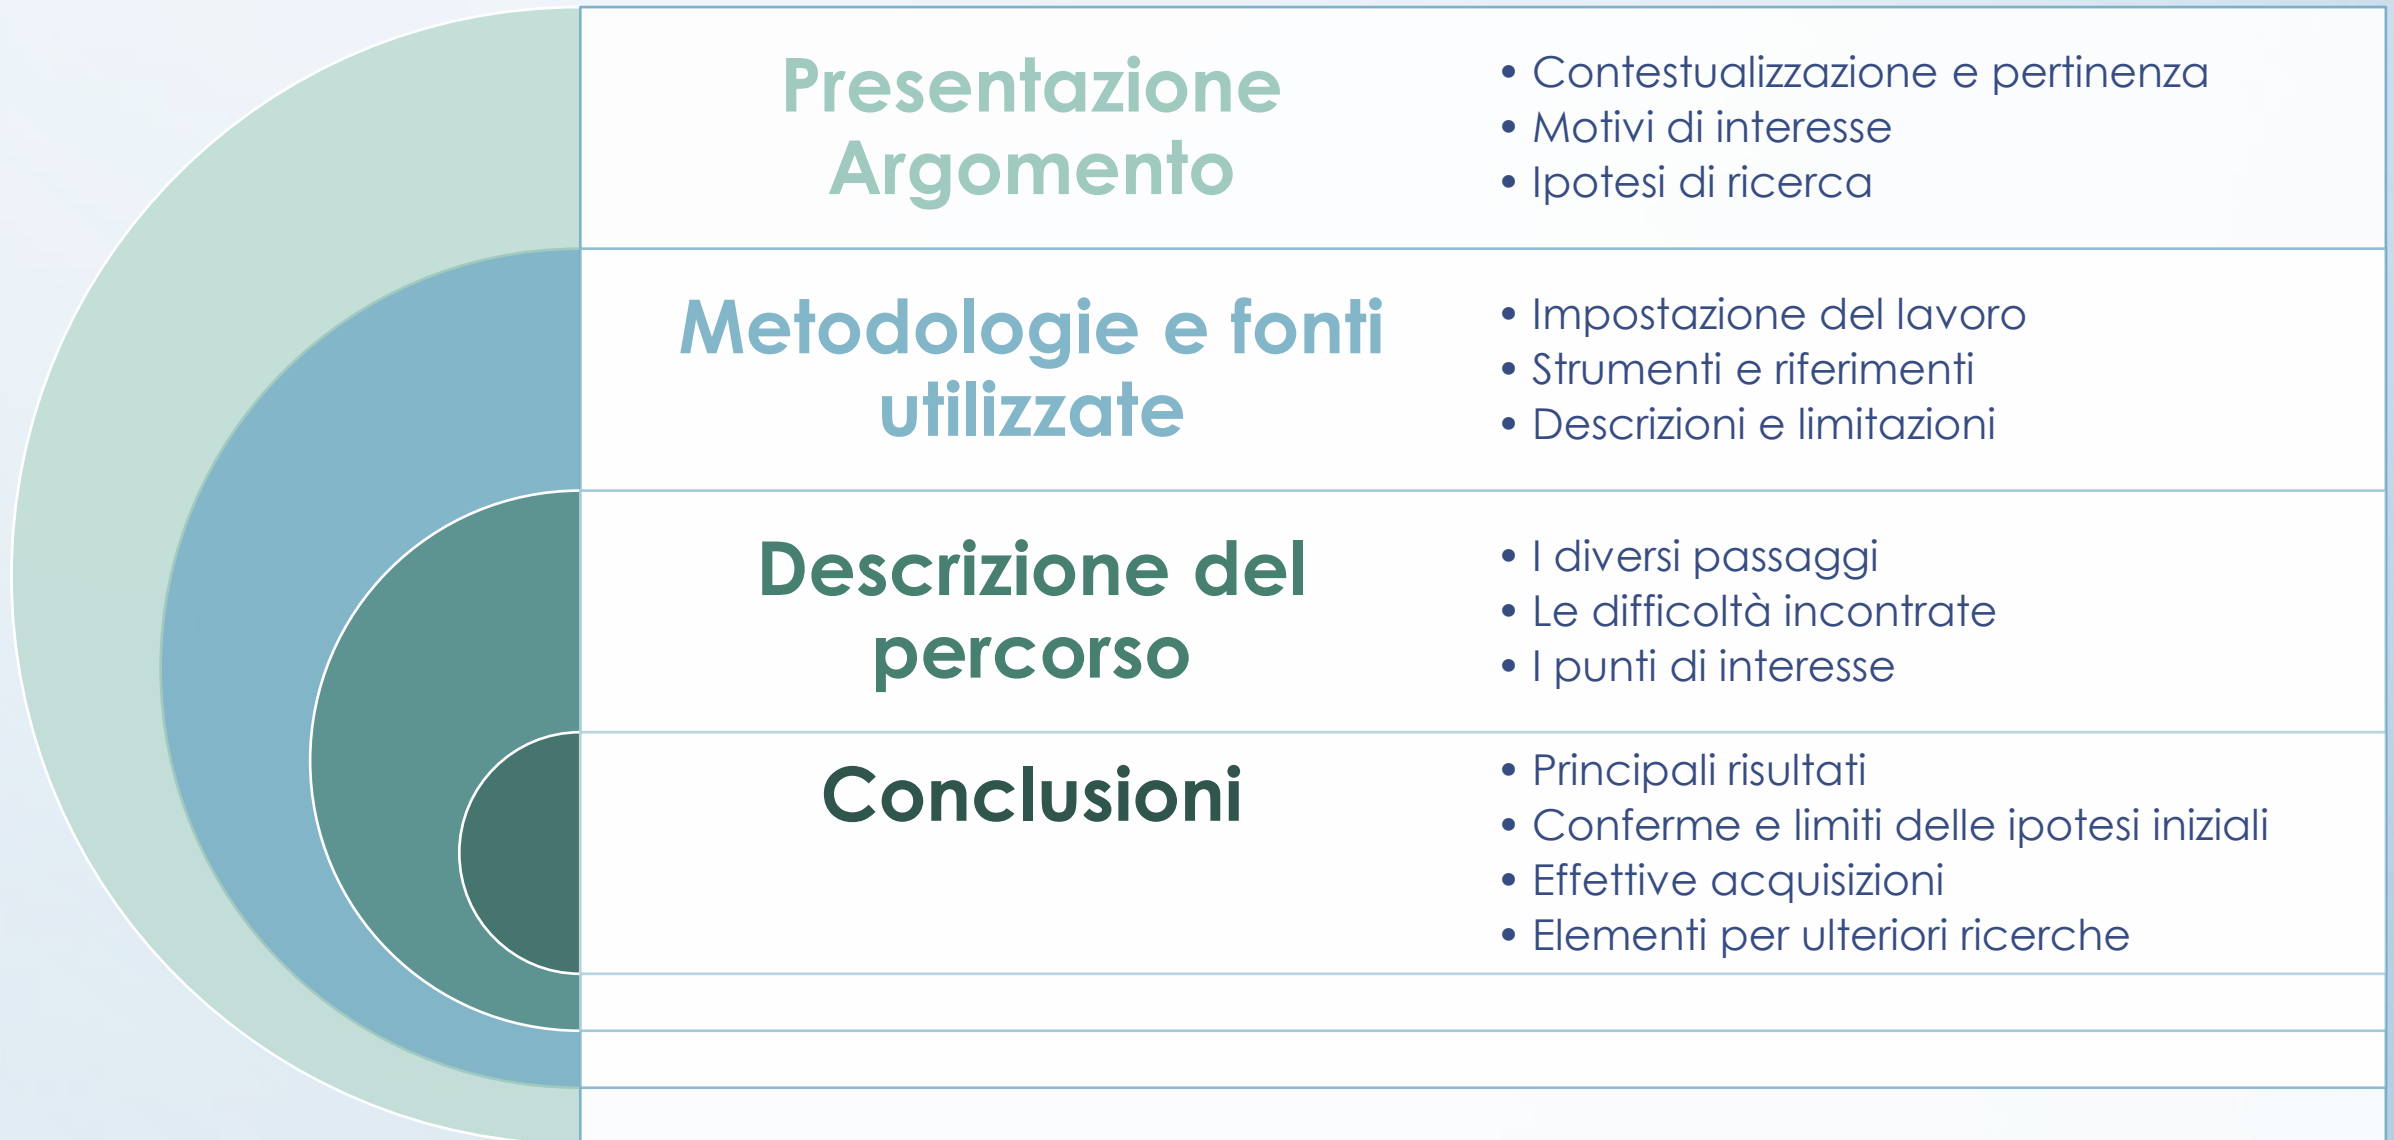 Presentazione
Argomento
• Contestualizzazione e pertinenza
• Motivi di interesse
• Ipotesi di ricerca
Metodologie e fonti
utilizzate
• Impostazione del lavoro
• Strumenti e riferimenti
• Descrizioni e limitazioni
Descrizione del
percorso
• I diversi passaggi
• Le difficoltà incontrate
• I punti di interesse
Conclusioni
• Principali risultati
• Conferme e limiti delle ipotesi iniziali
• Effettive acquisizioni
• Elementi per ulteriori ricerche